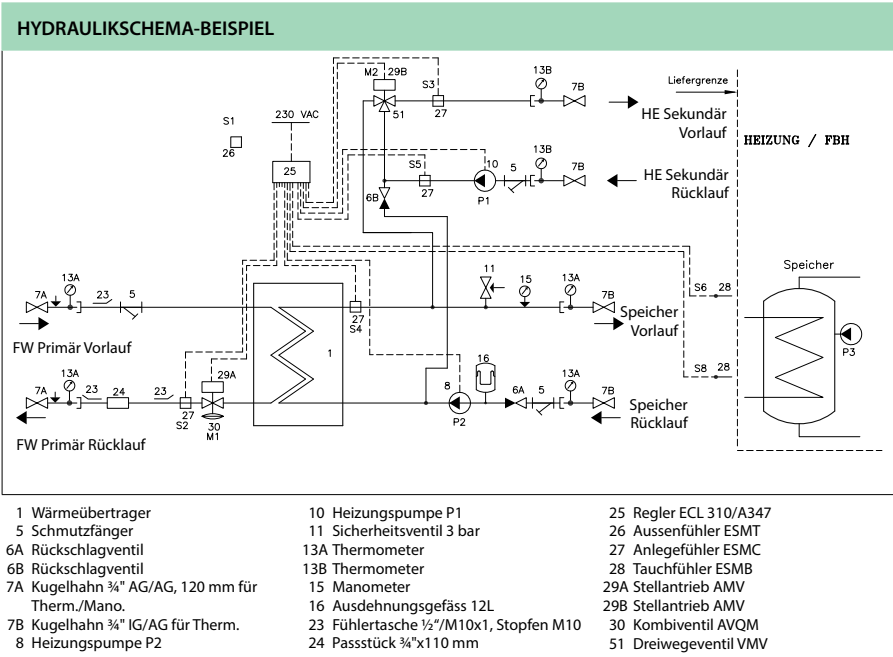 HYDRAULIKSCHEMA-BEISPIEL
M2 29B S3 13B 7B
Liefergrenze
51 27
HE Sekundär
Vorlauf
HEIZUNG / FBH
S1 230 VAC
26
25
S5 10 5 13B 7B
27 P1
6B
HE Sekundär
Rücklauf
7A 13A 23 5
11 15 13A 7B
S6 28
Speicher
FW Primär Vorlauf
27
S4
1
Speicher
Vorlauf
P3
7A 13A 23 24 23 29A
8 16 6A 5 13A 7B
S8 28
27
S2
30
M1
P2
Speicher
Rücklauf
FW Primär Rücklauf
1 Wärmeübertrager
5 Schmutzfänger
6A Rückschlagventil
6B Rückschlagventil
7A Kugelhahn ¾" AG/AG, 120 mm für
Therm./Mano.
7B Kugelhahn ¾" IG/AG für Therm.
8 Heizungspumpe P2
10 Heizungspumpe P1
11 Sicherheitsventil 3 bar
13A Thermometer
13B Thermometer
15 Manometer
16 Ausdehnungsgefäss 12L
23 Fühlertasche ½“/M10x1, Stopfen M10
24 Passstück ¾"x110 mm
25 Regler ECL 310/A347
26 Aussenfühler ESMT
27 Anlegefühler ESMC
28 Tauchfühler ESMB
29A Stellantrieb AMV
29B Stellantrieb AMV
30 Kombiventil AVQM
51 Dreiwegeventil VMV